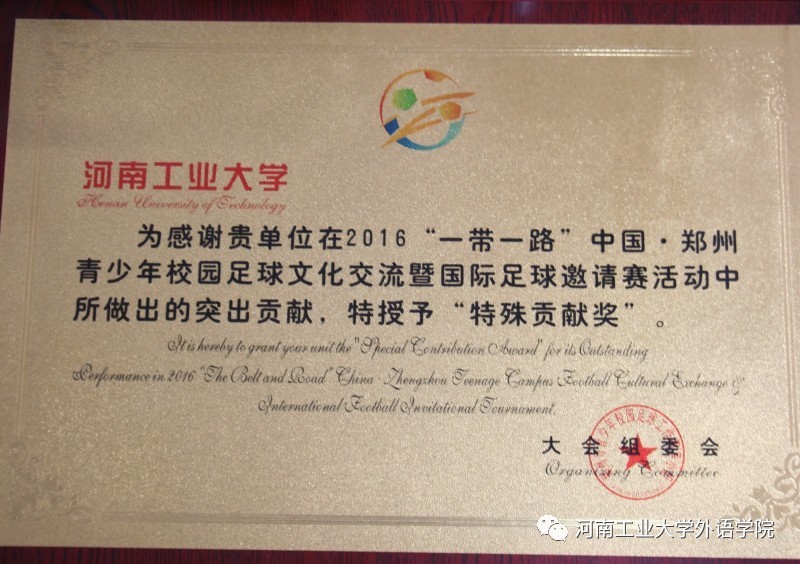 河南工业大学
Henan University of Technology
为感谢贵单位在2016“一带一路”中国·郑州
青少年校园足球文化交流暨国际足球邀请赛活动中
所做出的突出贡献，特授予“特殊贡献奖”。
It is hereby to grant your unit the "Special Contribution Award" for its Outstanding
Performance in 2016 "The Belt and Road" China·Zhengzhou Teenage Campus Football Cultural Exchange &
International Football Invitational Tournament.
大会组委会
Organizing Committee
河南工业大学外语学院